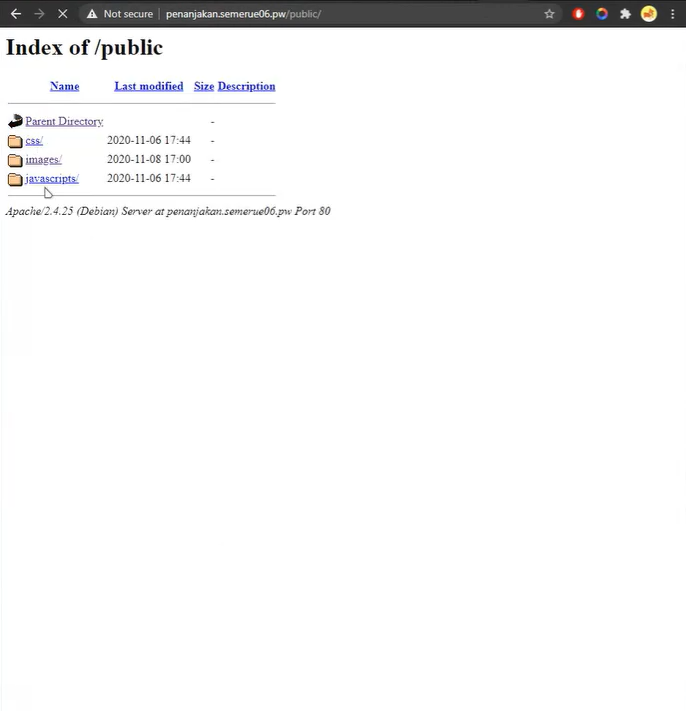 Not secure penanjakan.semerue06.pw/public/
Index of /public
Name Last modified Size Description
Parent Directory -
css/ 2020-11-06 17:44 -
images/ 2020-11-08 17:00 -
javascripts/ 2020-11-06 17:44 -
Apache/2.4.25 (Debian) Server at penanjakan.semerue06.pw Port 80